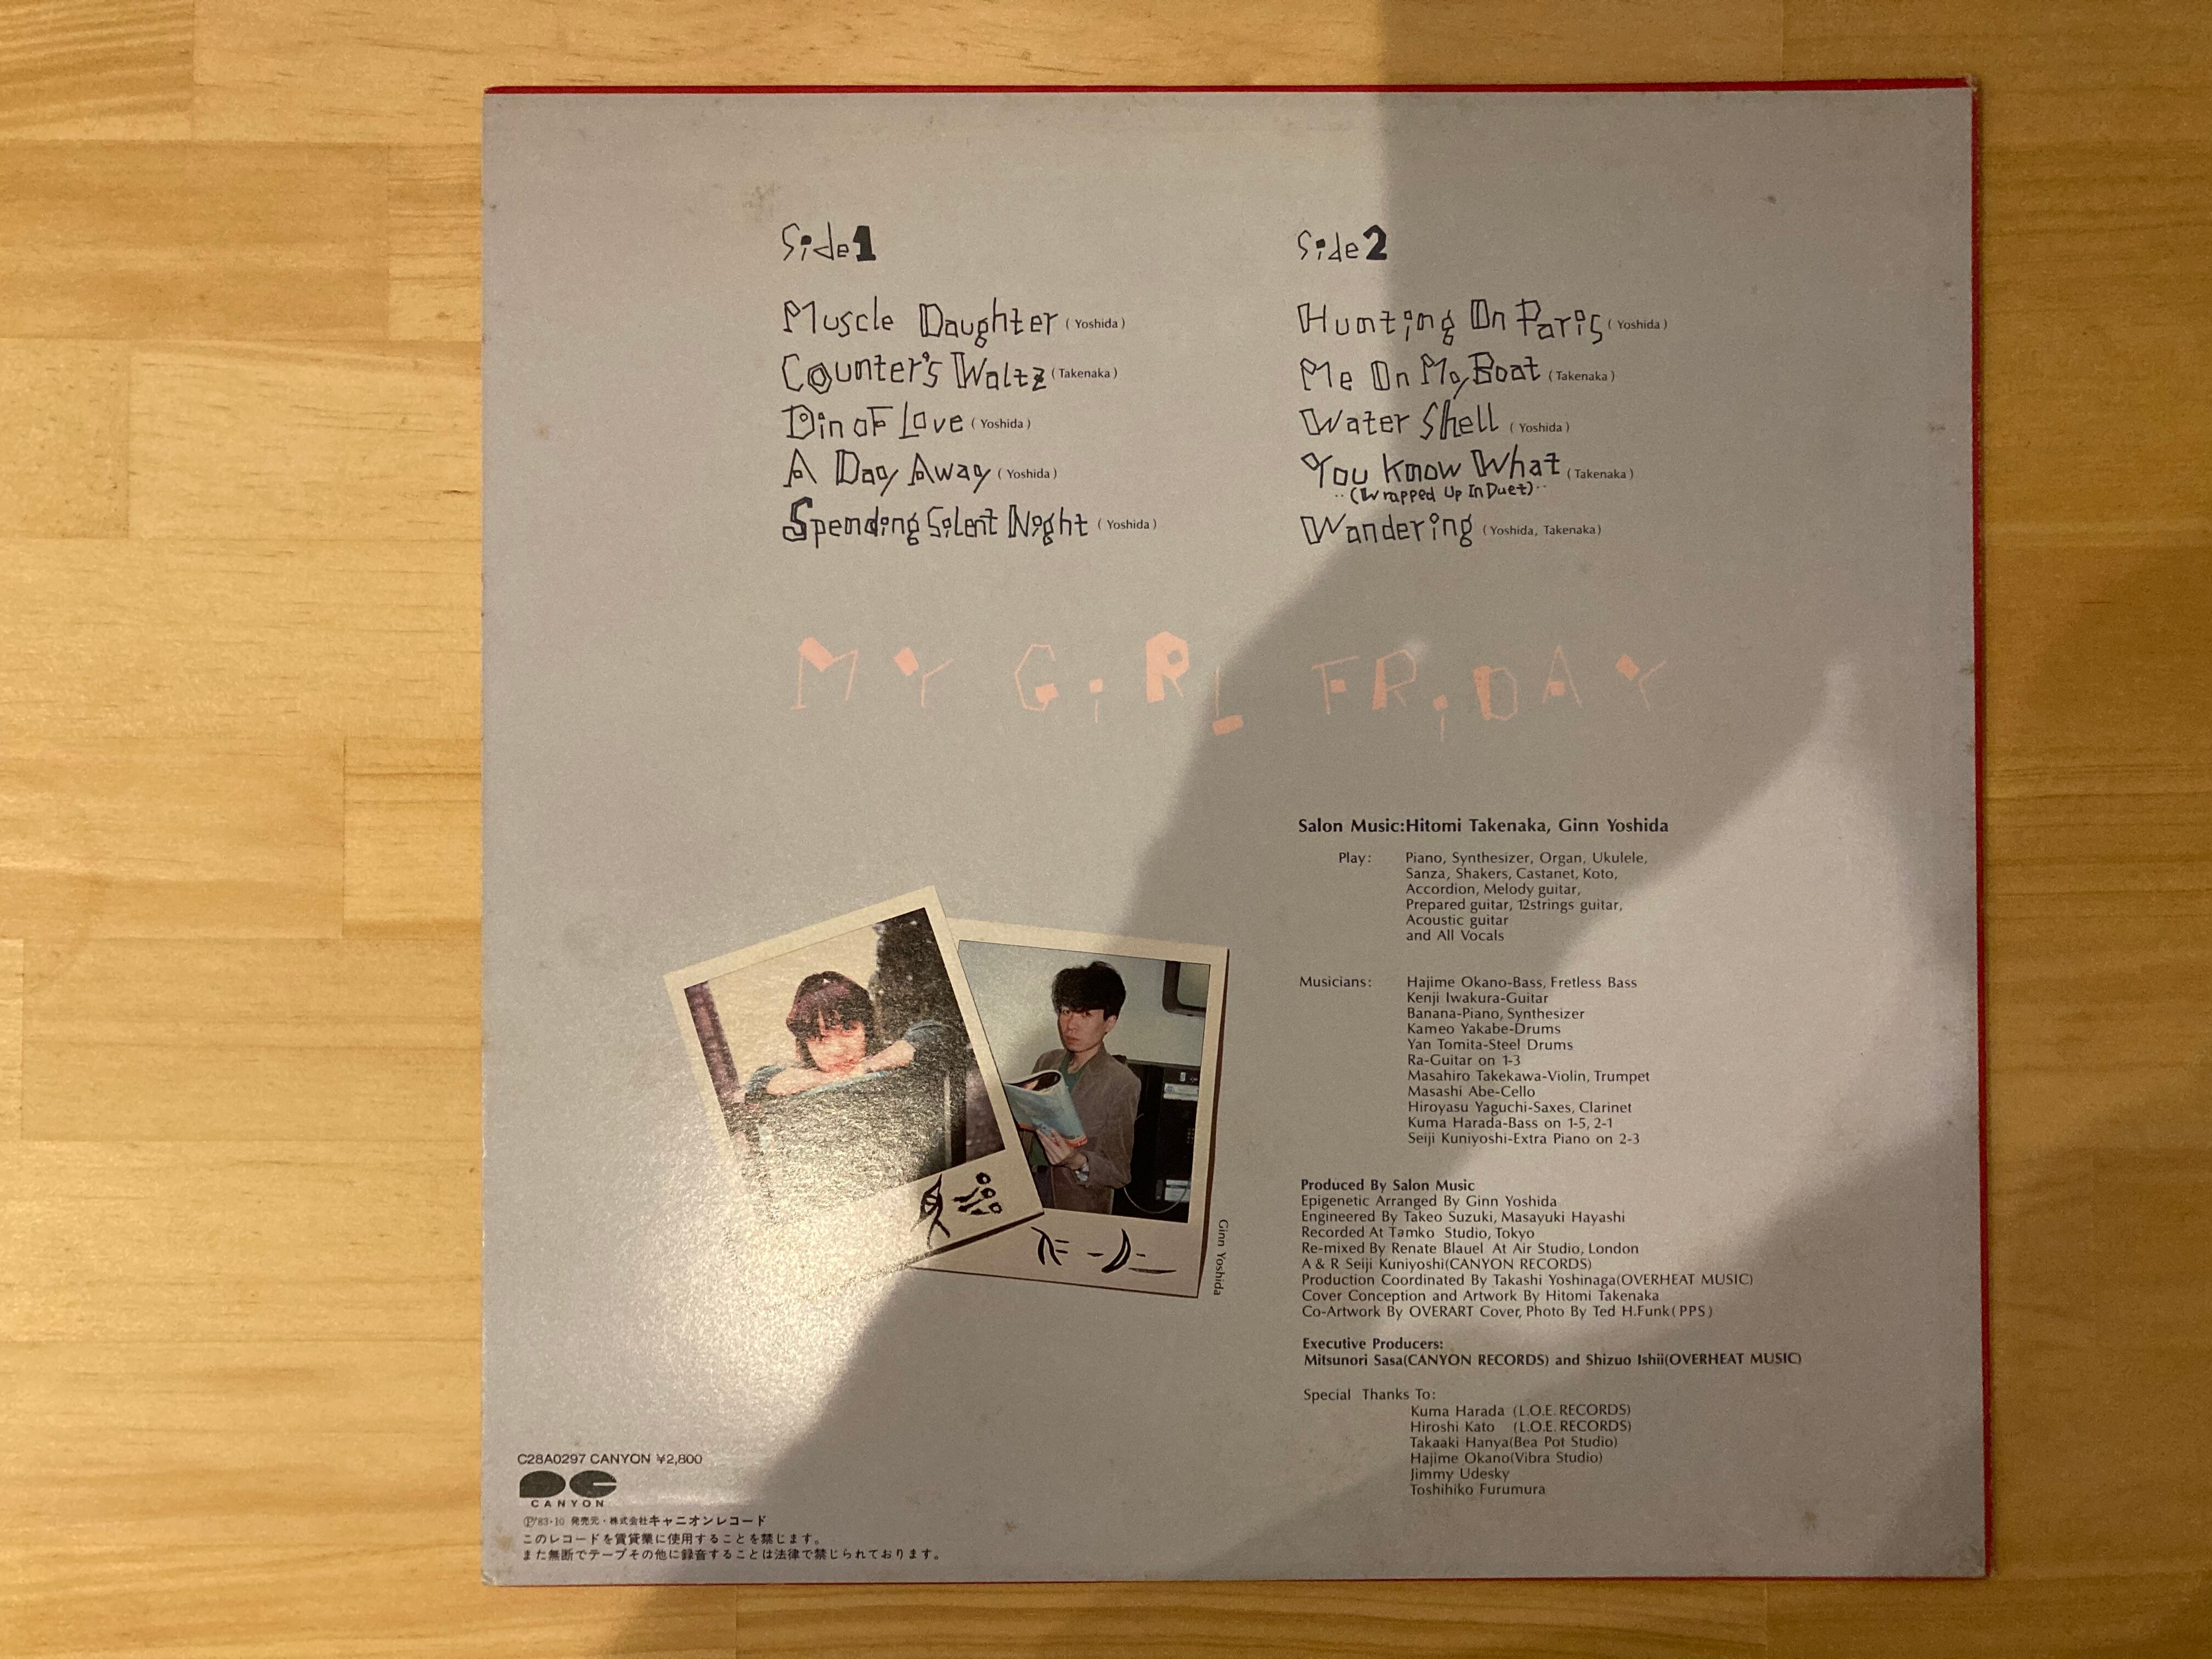 Side 1
Muscle Daughter (Yoshida)
Counter's Waltz (Takenaka)
Din oF Love (Yoshida)
A Day Away (Yoshida)
Spending Silent Night (Yoshida)
Side 2
Hunting On Paris (Yoshida)
Me On My Boat (Takenaka)
Water Shell (Yoshida)
You Know What (Takenaka)
··(Wrapped Up In Duet)··
Wandering (Yoshida, Takenaka)
MY GiRL FRiDAY
Salon Music:Hitomi Takenaka, Ginn Yoshida
Play: Piano, Synthesizer, Organ, Ukulele,
Sanza, Shakers, Castanet, Koto,
Accordion, Melody guitar,
Prepared guitar, 12strings guitar,
Acoustic guitar
and All Vocals
Musicians: Hajime Okano-Bass, Fretless Bass
Kenji Iwakura-Guitar
Banana-Piano, Synthesizer
Kameo Yakabe-Drums
Yan Tomita-Steel Drums
Ra-Guitar on 1-3
Masahiro Takekawa-Violin, Trumpet
Masashi Abe-Cello
Hiroyasu Yaguchi-Saxes, Clarinet
Kuma Harada-Bass on 1-5, 2-1
Seiji Kuniyoshi-Extra Piano on 2-3
Produced By Salon Music
Epigenetic Arranged By Ginn Yoshida
Engineered By Takeo Suzuki, Masayuki Hayashi
Recorded At Tamko Studio, Tokyo
Re-mixed By Renate Blauel At Air Studio, London
A & R Seiji Kuniyoshi(CANYON RECORDS)
Production Coordinated By Takashi Yoshinaga(OVERHEAT MUSIC)
Cover Conception and Artwork By Hitomi Takenaka
Co-Artwork By OVERART Cover, Photo By Ted H.Funk(PPS)
Executive Producers:
Mitsunori Sasa(CANYON RECORDS) and Shizuo Ishii(OVERHEAT MUSIC)
Special Thanks To:
Kuma Harada (L.O.E. RECORDS)
Hiroshi Kato (L.O.E. RECORDS)
Takaaki Hanya(Bea Pot Studio)
Hajime Okano(Vibra Studio)
Jimmy Udesky
Toshihiko Furumura
Ginn Yoshida
C28A0297 CANYON ¥2,800
CANYON
Ⓟ'83·10 発売元・株式会社キャニオンレコード
このレコードを賃貸業に使用することを禁じます。
また無断でテープその他に録音することは法律で禁じられております。